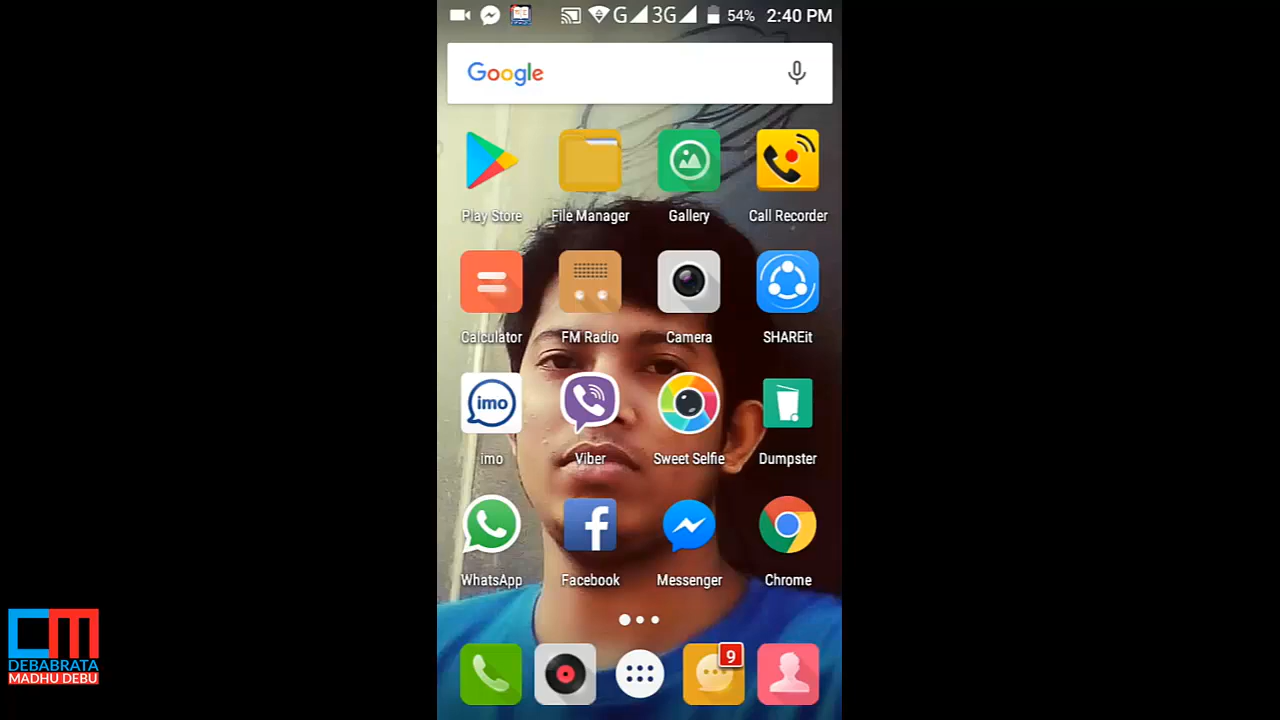 G 3G 54% 2:40 PM
Google
Play Store File Manager Gallery Call Recorder
Calculator FM Radio Camera SHAREit
imo
imo Viber Sweet Selfie Dumpster
WhatsApp Facebook Messenger Chrome
9
DEBABRATA
MADHU DEBU